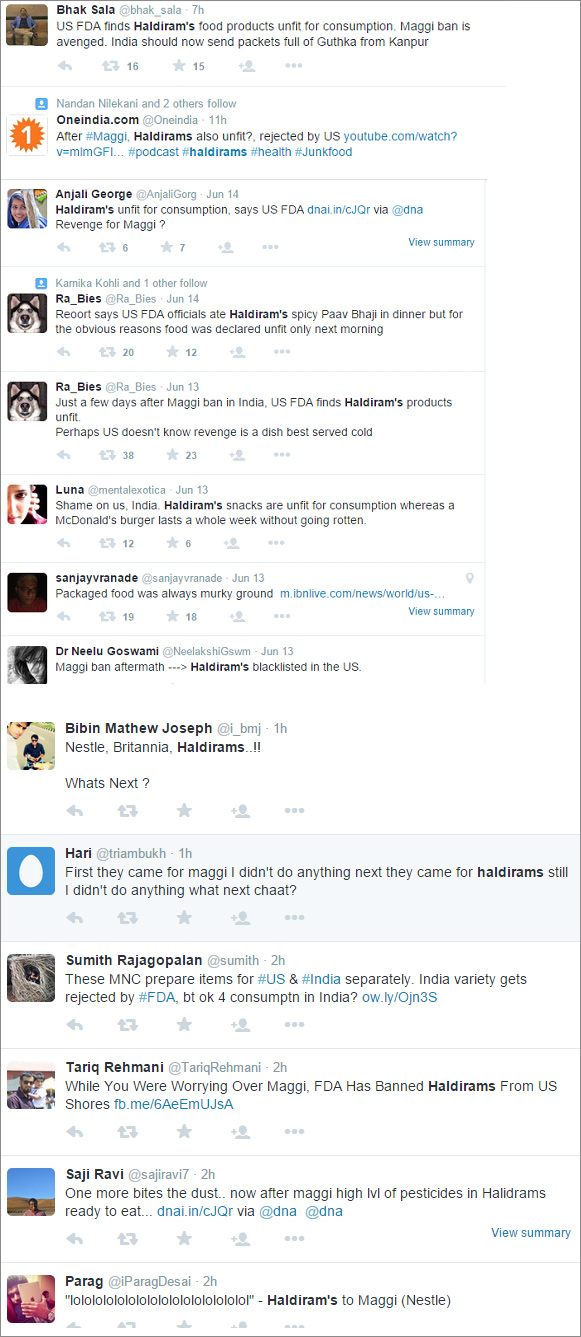 Bhak Sala @bhak_sala · 7h
US FDA finds Haldiram's food products unfit for consumption. Maggi ban is
avenged. India should now send packets full of Guthka from Kanpur
16 15
Nandan Nilekani and 2 others follow
1
Oneindia.com @Oneindia · 11h
After #Maggi, Haldirams also unfit?, rejected by US youtube.com/watch?
v=mlmGFI... #podcast #haldirams #health #Junkfood
Anjali George @AnjaliGorg · Jun 14
Haldiram's unfit for consumption, says US FDA dnai.in/cJQr via @dna
Revenge for Maggi ?
6 7 View summary
Karnika Kohli and 1 other follow
Ra_Bies @Ra_Bies · Jun 14
Reoort says US FDA officials ate Haldiram's spicy Paav Bhaji in dinner but for
the obvious reasons food was declared unfit only next morning
20 12
Ra_Bies @Ra_Bies · Jun 13
Just a few days after Maggi ban in India, US FDA finds Haldiram's products
unfit.
Perhaps US doesn't know revenge is a dish best served cold
38 23
Luna @mentalexotica · Jun 13
Shame on us, India. Haldiram's snacks are unfit for consumption whereas a
McDonald's burger lasts a whole week without going rotten.
12 6
sanjayvranade @sanjayvranade · Jun 13
Packaged food was always murky ground m.ibnlive.com/news/world/us-...
19 18 View summary
Dr Neelu Goswami @NeelakshiGswm · Jun 13
Maggi ban aftermath ---> Haldiram's blacklisted in the US.
Bibin Mathew Joseph @i_bmj · 1h
Nestle, Britannia, Haldirams..!!
Whats Next ?
Hari @triambukh · 1h
First they came for maggi I didn't do anything next they came for haldirams still
I didn't do anything what next chaat?
Sumith Rajagopalan @sumith · 2h
These MNC prepare items for #US & #India separately. India variety gets
rejected by #FDA, bt ok 4 consumptn in India? ow.ly/Ojn3S
Tariq Rehmani @TariqRehmani · 2h
While You Were Worrying Over Maggi, FDA Has Banned Haldirams From US
Shores fb.me/6AeEmUJsA
Saji Ravi @sajiravi7 · 2h
One more bites the dust.. now after maggi high lvl of pesticides in Halidrams
ready to eat... dnai.in/cJQr via @dna @dna
View summary
Parag @iParagDesai · 2h
"lolololololololololololololololololol" - Haldiram's to Maggi (Nestle)